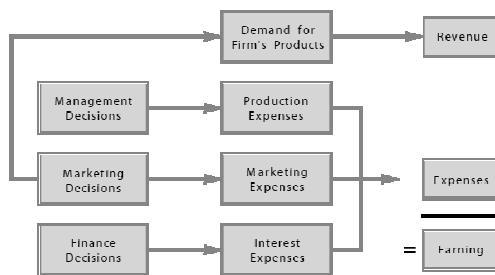 Demand for
Firm's Products
Revenue
Management
Decisions
Production
Expenses
Marketing
Decisions
Marketing
Expenses
Expenses
Finance
Decisions
Interest
Expenses
=
Earning